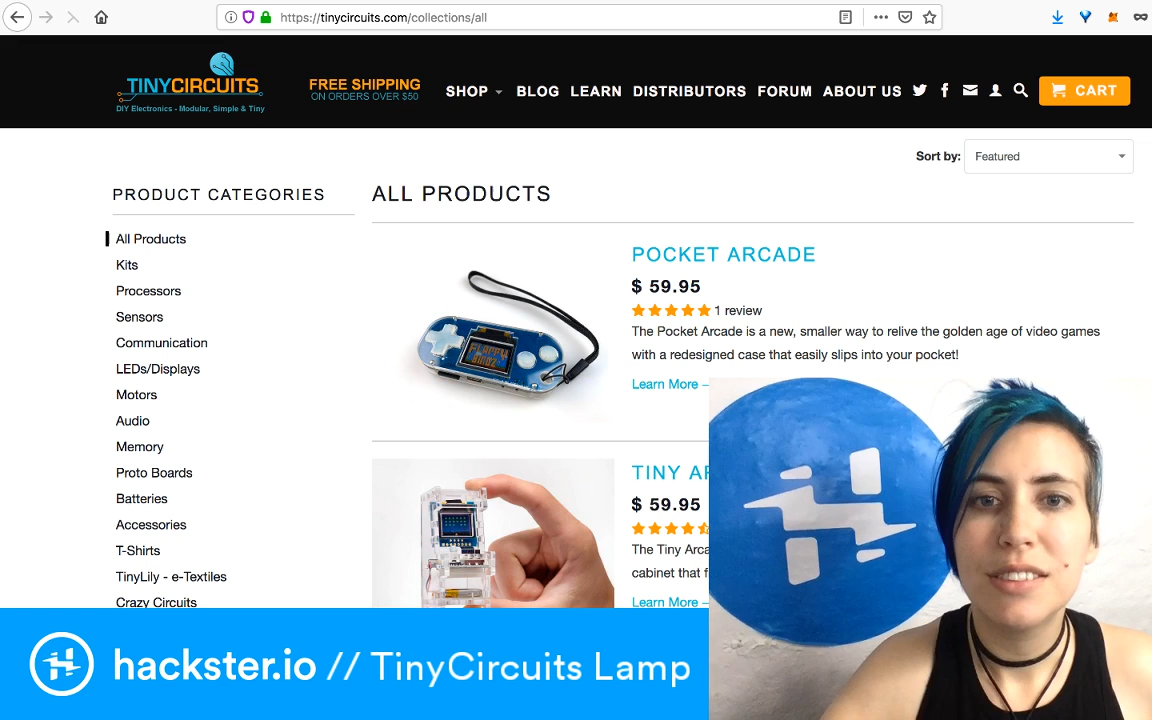 https://tinycircuits.com/collections/all
TINYCIRCUITS
DIY Electronics - Modular, Simple & Tiny
FREE SHIPPING
ON ORDERS OVER $50
SHOP
BLOG
LEARN
DISTRIBUTORS
FORUM
ABOUT US
CART
Sort by:
Featured
PRODUCT CATEGORIES
All Products
Kits
Processors
Sensors
Communication
LEDs/Displays
Motors
Audio
Memory
Proto Boards
Batteries
Accessories
T-Shirts
TinyLily - e-Textiles
Crazy Circuits
ALL PRODUCTS
FLAPPY
BIRDZ
POCKET ARCADE
$ 59.95
1 review
The Pocket Arcade is a new, smaller way to relive the golden age of video games
with a redesigned case that easily slips into your pocket!
Learn More –
TINY AR
$ 59.95
The Tiny Arca
cabinet that f
Learn More –
hackster.io // TinyCircuits Lamp